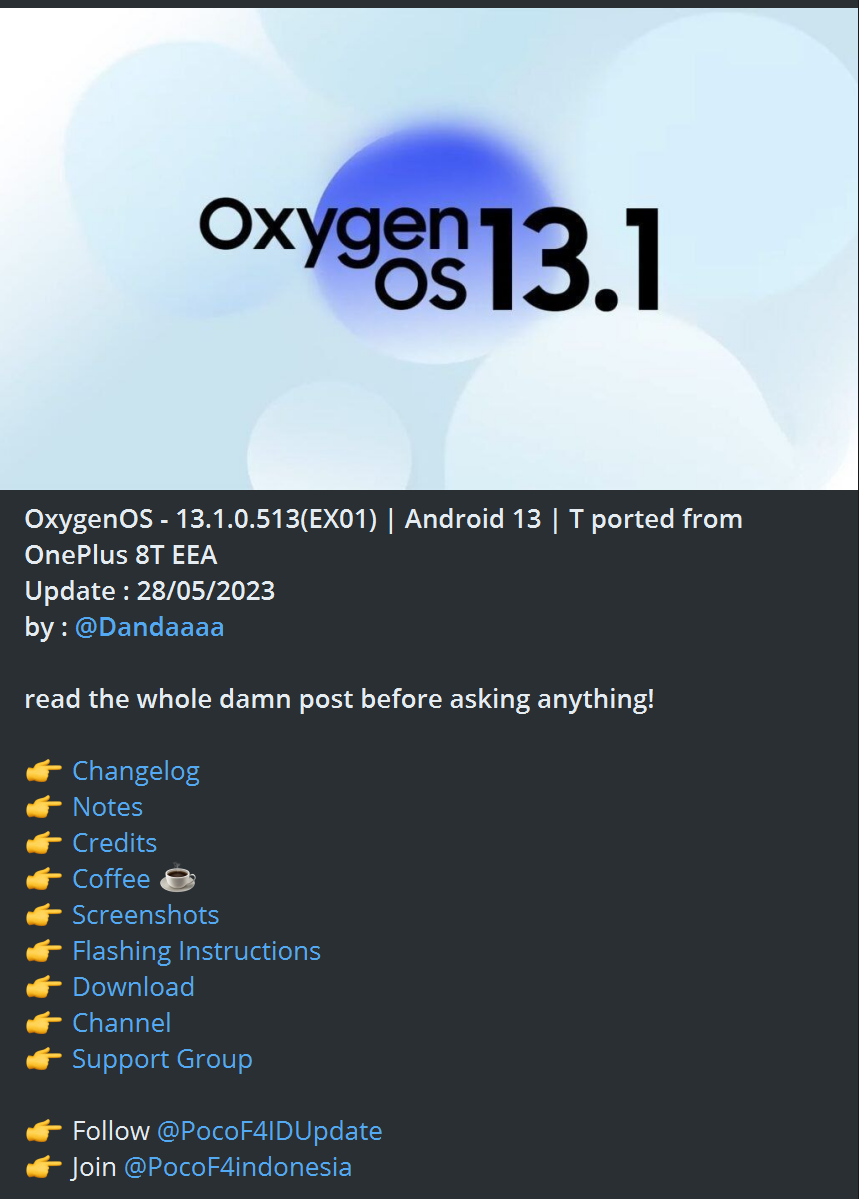 Oxygen
OS 13.1
OxygenOS - 13.1.0.513(EX01) | Android 13 | T ported from
OnePlus 8T EEA
Update : 28/05/2023
by : @Dandaaaa
read the whole damn post before asking anything!
👉 Changelog
👉 Notes
👉 Credits
👉 Coffee ☕
👉 Screenshots
👉 Flashing Instructions
👉 Download
👉 Channel
👉 Support Group
👉 Follow @PocoF4IDUpdate
👉 Join @PocoF4indonesia